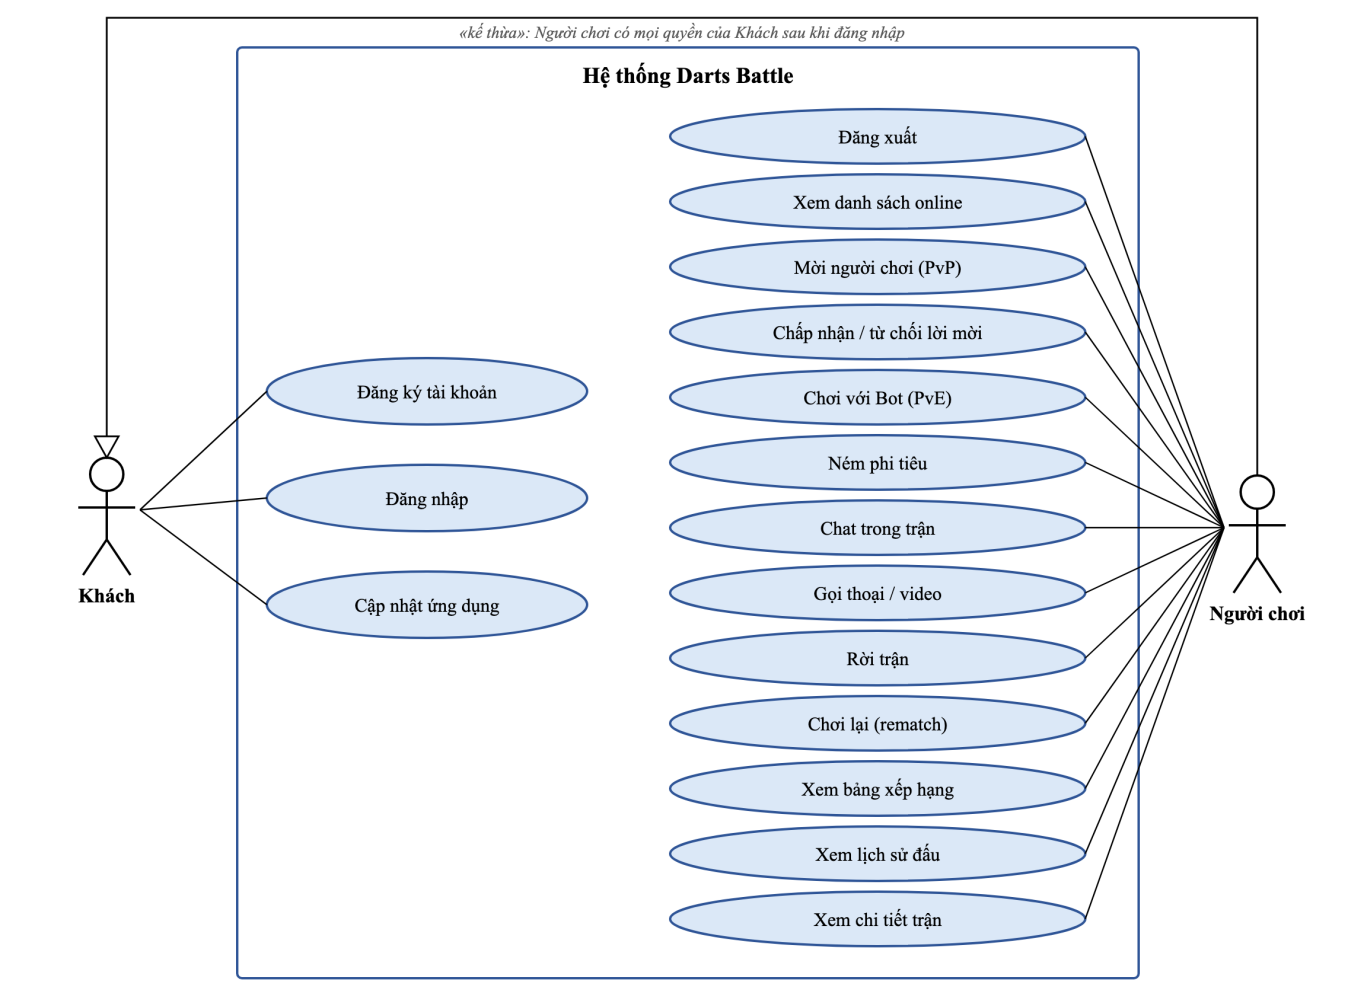 «kế thừa»: Người chơi có mọi quyền của Khách sau khi đăng nhập
Hệ thống Darts Battle
Đăng xuất
Xem danh sách online
Mời người chơi (PvP)
Chấp nhận / từ chối lời mời
Chơi với Bot (PvE)
Ném phi tiêu
Chat trong trận
Gọi thoại / video
Rời trận
Chơi lại (rematch)
Xem bảng xếp hạng
Xem lịch sử đấu
Xem chi tiết trận
Đăng ký tài khoản
Đăng nhập
Cập nhật ứng dụng
Khách
Người chơi